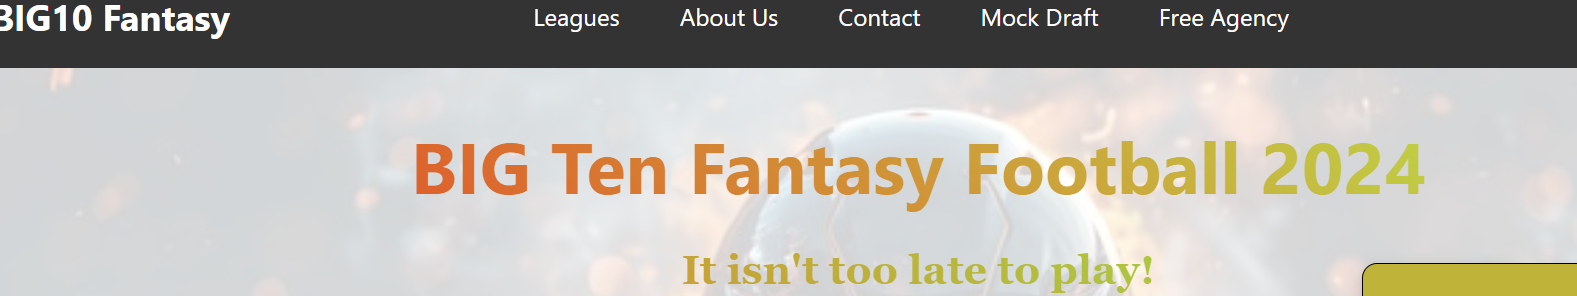 BIG10 Fantasy
Leagues About Us Contact Mock Draft Free Agency
BIG Ten Fantasy Football 2024
It isn't too late to play!